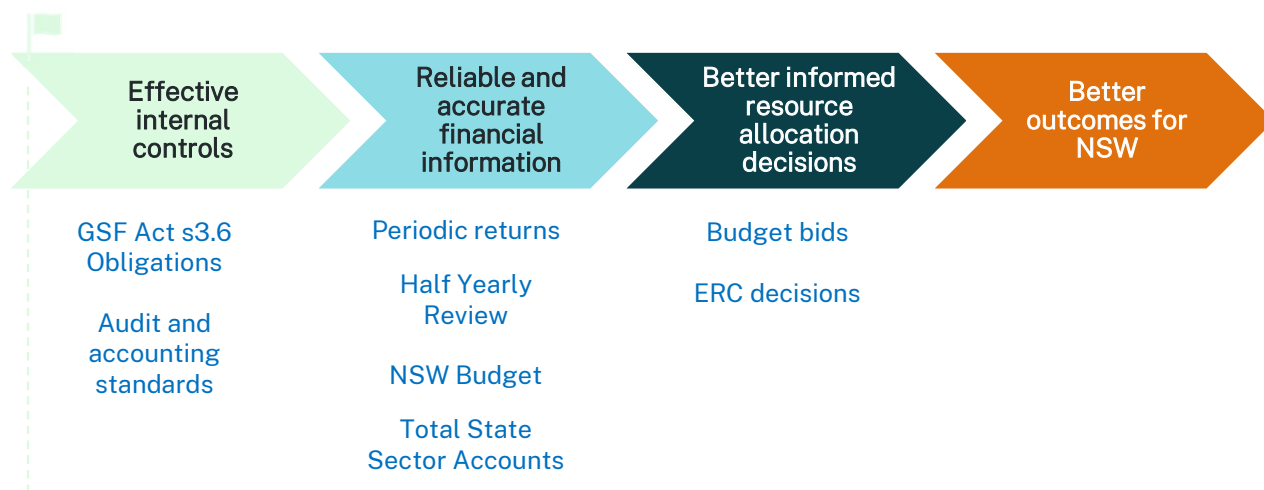 Effective
internal
controls
Reliable and
accurate
financial
information
Better informed
resource
allocation
decisions
Better
outcomes for
NSW
GSF Act s3.6
Obligations
Audit and
accounting
standards
Periodic returns
Half Yearly
Review
NSW Budget
Total State
Sector Accounts
Budget bids
ERC decisions